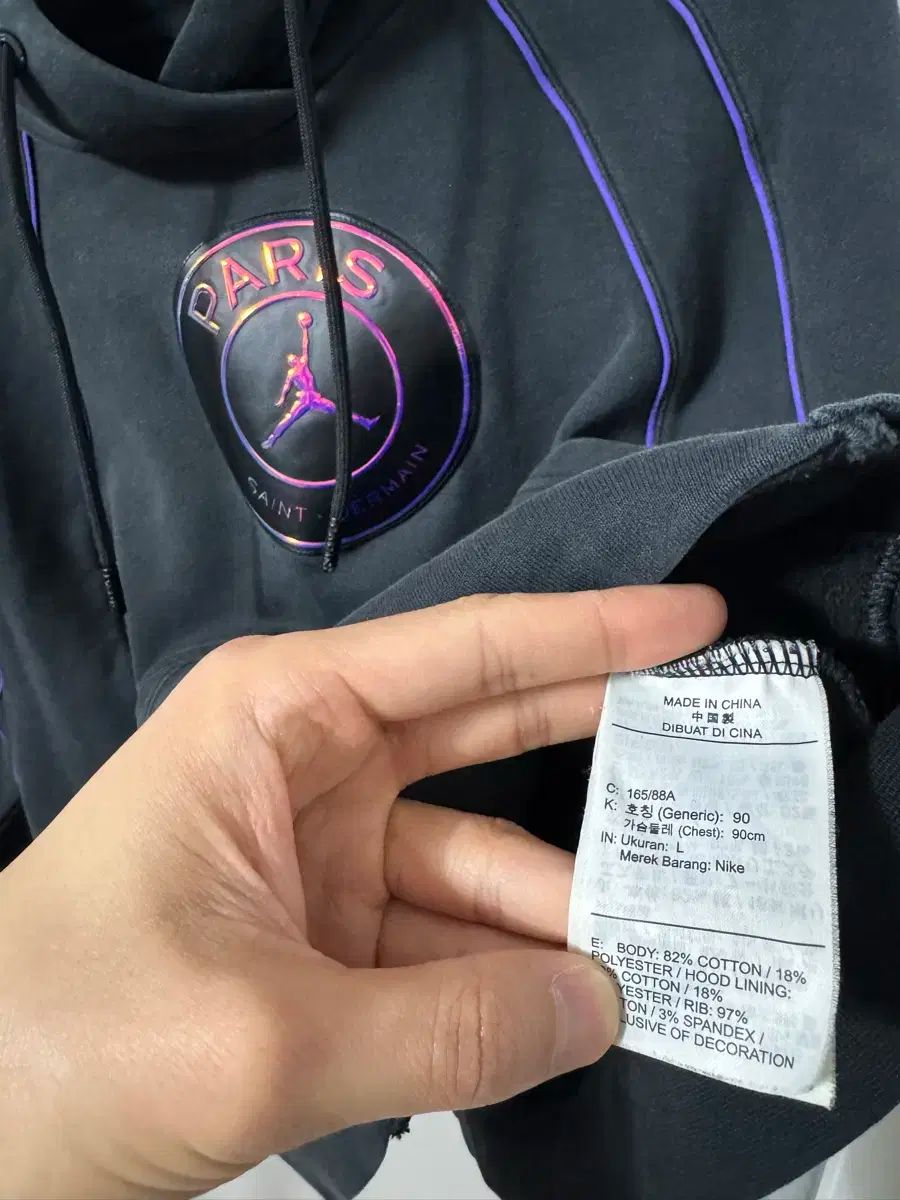 PARIS
SAINT GERMAIN
MADE IN CHINA
中国製
DIBUAT DI CINA
C: 165/88A
K: 호칭 (Generic): 90
가슴둘레 (Chest): 90cm
IN: Ukuran: L
Merek Barang: Nike
E: BODY: 82% COTTON / 18%
POLYESTER / HOOD LINING:
% COTTON / 18%
YESTER / RIB: 97%
TON / 3% SPANDEX /
LUSIVE OF DECORATION